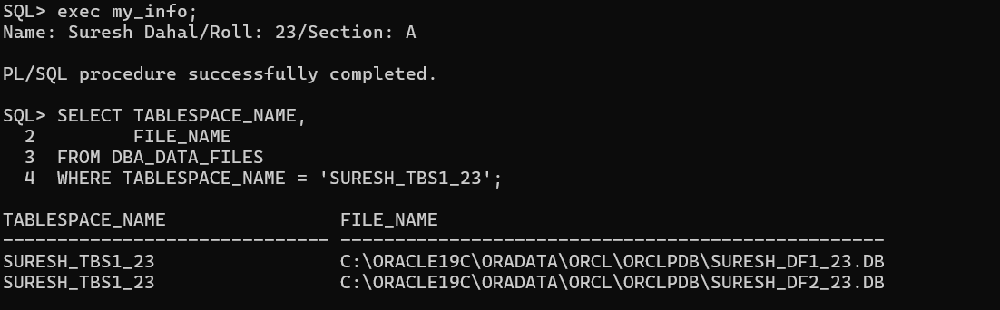 SQL> exec my_info;
Name: Suresh Dahal/Roll: 23/Section: A
PL/SQL procedure successfully completed.
SQL> SELECT TABLESPACE_NAME,
  2         FILE_NAME
  3  FROM DBA_DATA_FILES
  4  WHERE TABLESPACE_NAME = 'SURESH_TBS1_23';
TABLESPACE_NAME                FILE_NAME
------------------------------ --------------------------------------------------
SURESH_TBS1_23                 C:\ORACLE19C\ORADATA\ORCL\ORCLPDB\SURESH_DF1_23.DB
SURESH_TBS1_23                 C:\ORACLE19C\ORADATA\ORCL\ORCLPDB\SURESH_DF2_23.DB